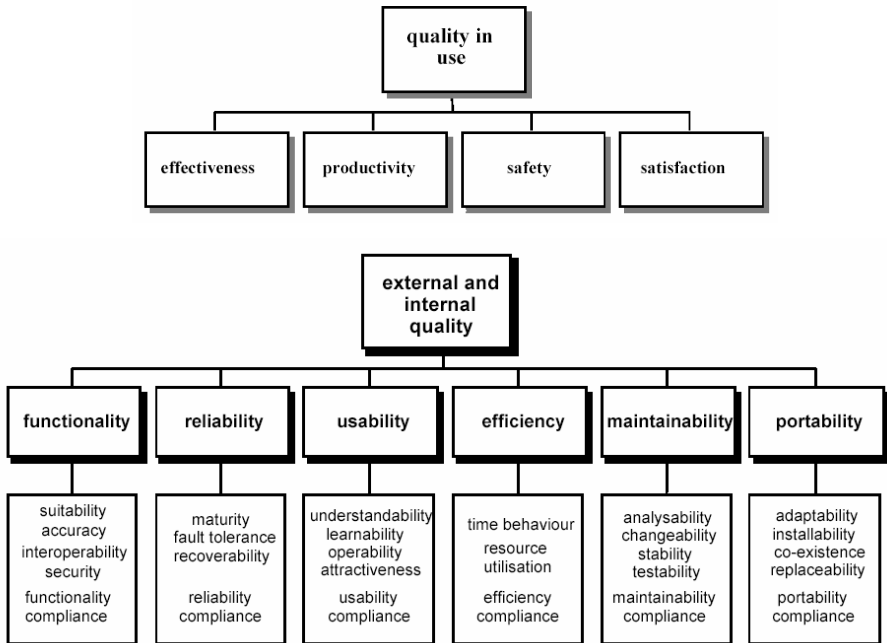 quality in
use
effectiveness
productivity
safety
satisfaction
external and
internal
quality
functionality
reliability
usability
efficiency
maintainability
portability
suitability
accuracy
interoperability
security
functionality
compliance
maturity
fault tolerance
recoverability
reliability
compliance
understandability
learnability
operability
attractiveness
usability
compliance
time behaviour
resource
utilisation
efficiency
compliance
analysability
changeability
stability
testability
maintainability
compliance
adaptability
installability
co-existence
replaceability
portability
compliance